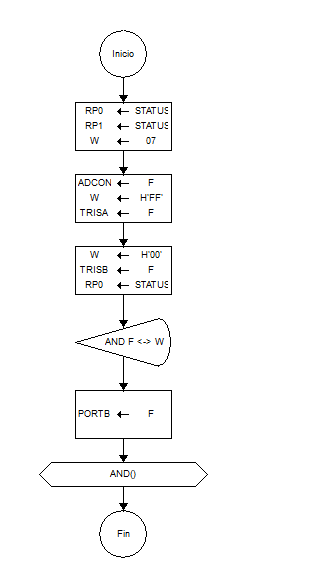 Inicio
RP0 ← STATUS
RP1 ← STATUS
W ← 07
ADCON ← F
W ← H'FF'
TRISA ← F
W ← H'00'
TRISB ← F
RP0 ← STATUS
AND F <-> W
PORTB ← F
AND()
Fin